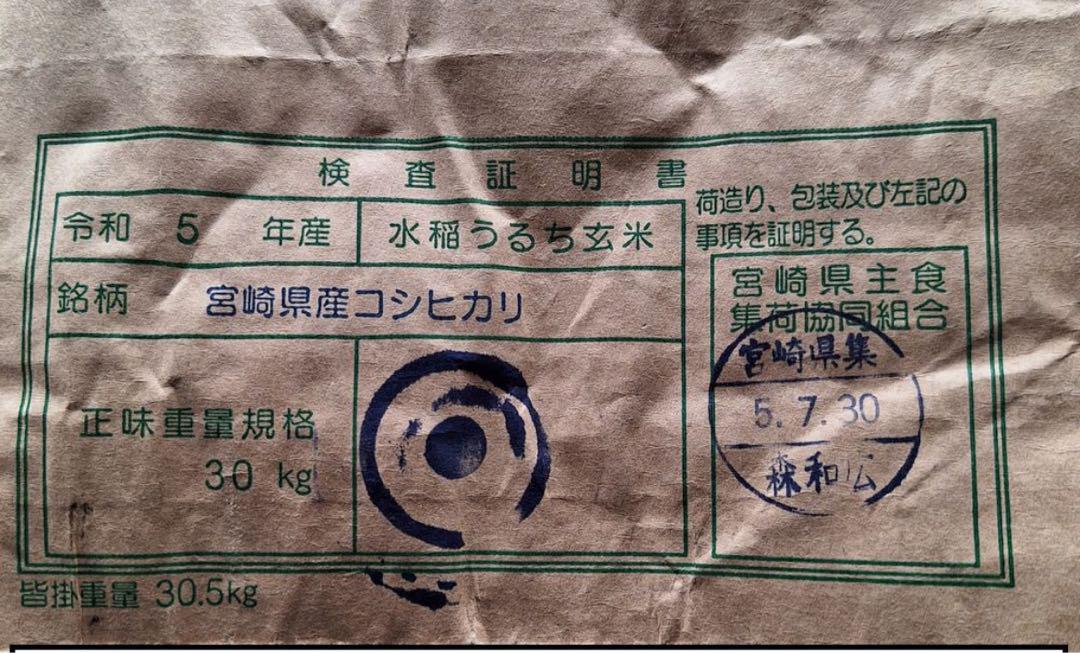 検査証明書
令和 5 年産 水稲うるち玄米
銘柄 宮崎県産コシヒカリ
正味重量規格
30 kg
皆掛重量 30.5kg
荷造り、包装及び左記の
事項を証明する。
宮崎県主食
集荷協同組合
宮崎県集
5.7.30
森和公